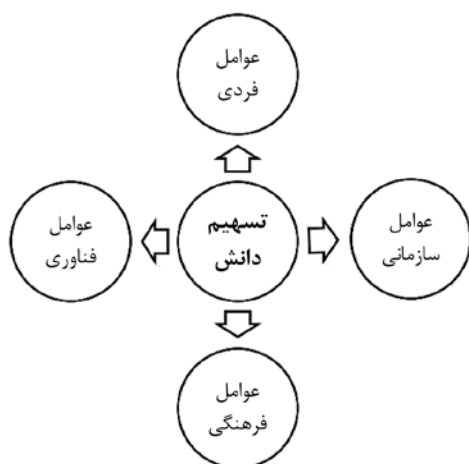 عوامل
فردی
عوامل
سازمانی
تسهیم
دانش
عوامل
فناوری
عوامل
فرهنگی